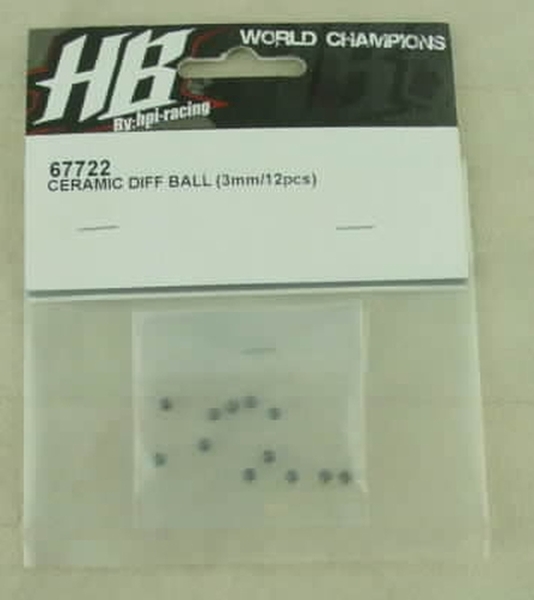 HB
WORLD CHAMPIONS
By:hpi-racing
67722
CERAMIC DIFF BALL (3mm/12pcs)